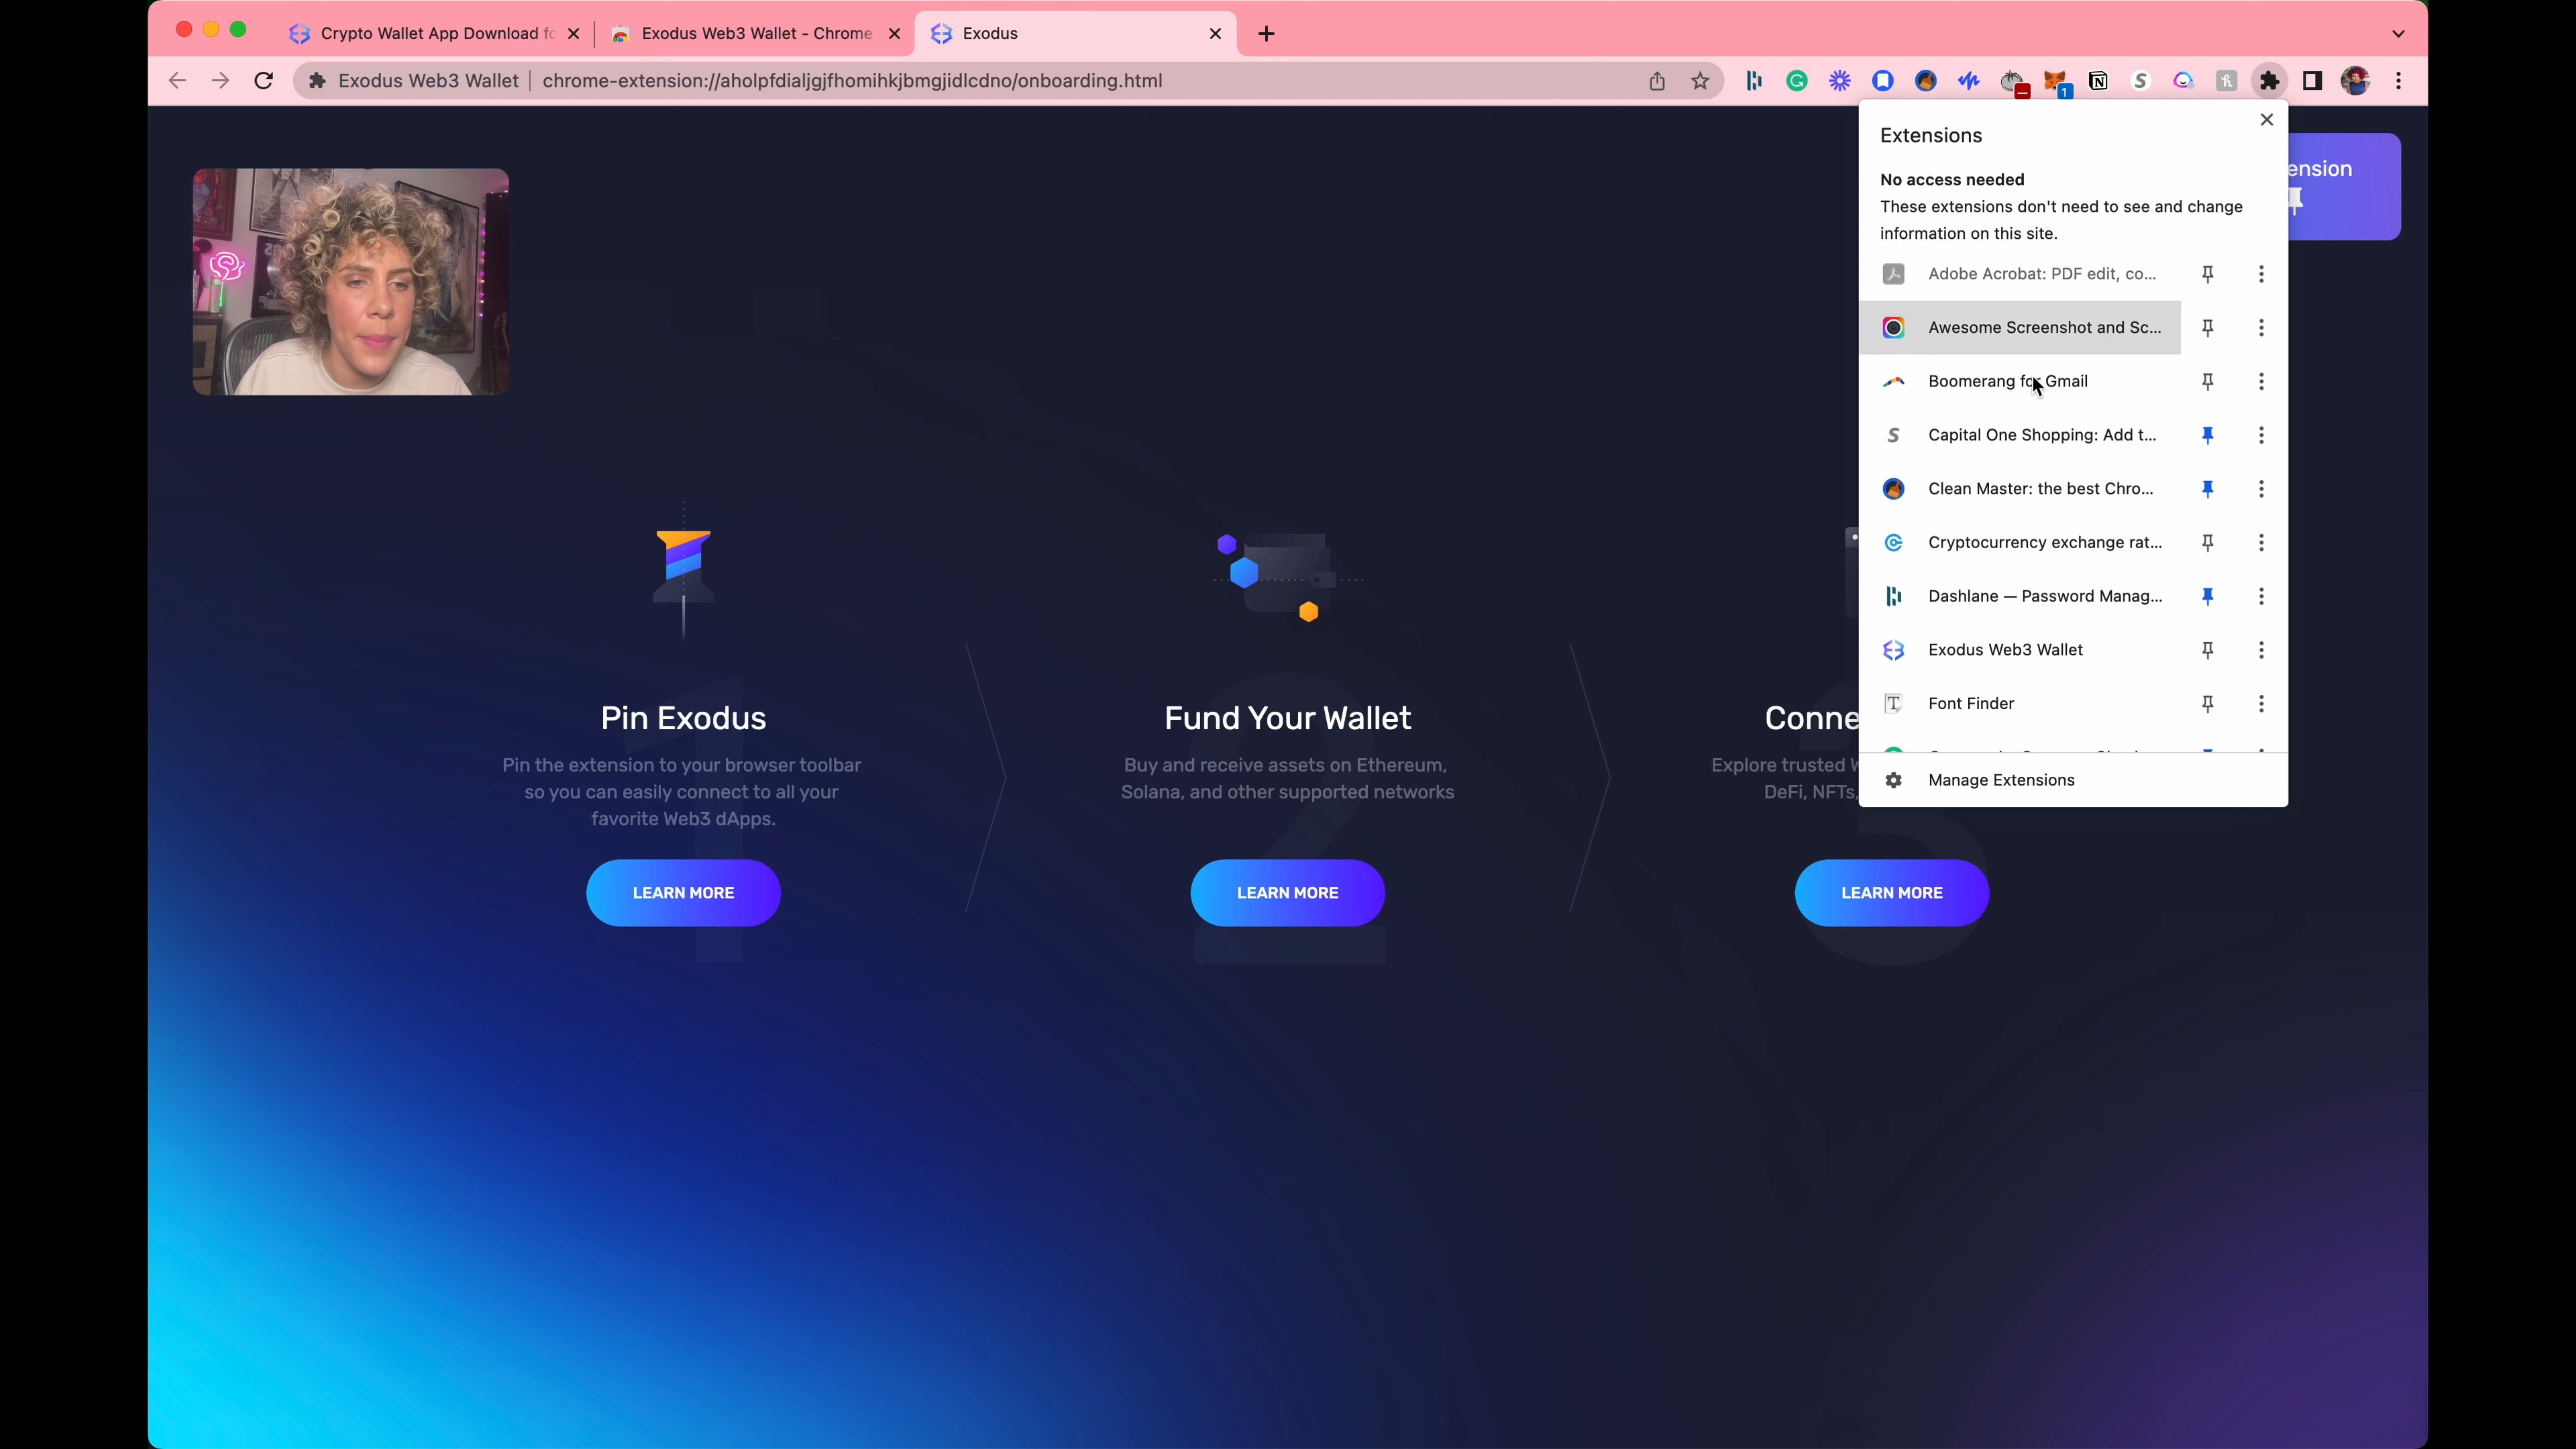 Crypto Wallet App Download fo
Exodus Web3 Wallet - Chrome
Exodus
Exodus Web3 Wallet
chrome-extension://aholpfdialjgjfhomihkjbmgjidlcdno/onboarding.html
1
Extensions
No access needed
These extensions don't need to see and change
information on this site.
Adobe Acrobat: PDF edit, co...
Awesome Screenshot and Sc...
Boomerang for Gmail
Capital One Shopping: Add t...
Clean Master: the best Chro...
Cryptocurrency exchange rat...
Dashlane — Password Manag...
Exodus Web3 Wallet
Font Finder
Manage Extensions
ension
1
Pin Exodus
Pin the extension to your browser toolbar
so you can easily connect to all your
favorite Web3 dApps.
LEARN MORE
2
Fund Your Wallet
Buy and receive assets on Ethereum,
Solana, and other supported networks
LEARN MORE
3
Conne
Explore trusted W
DeFi, NFTs,
LEARN MORE